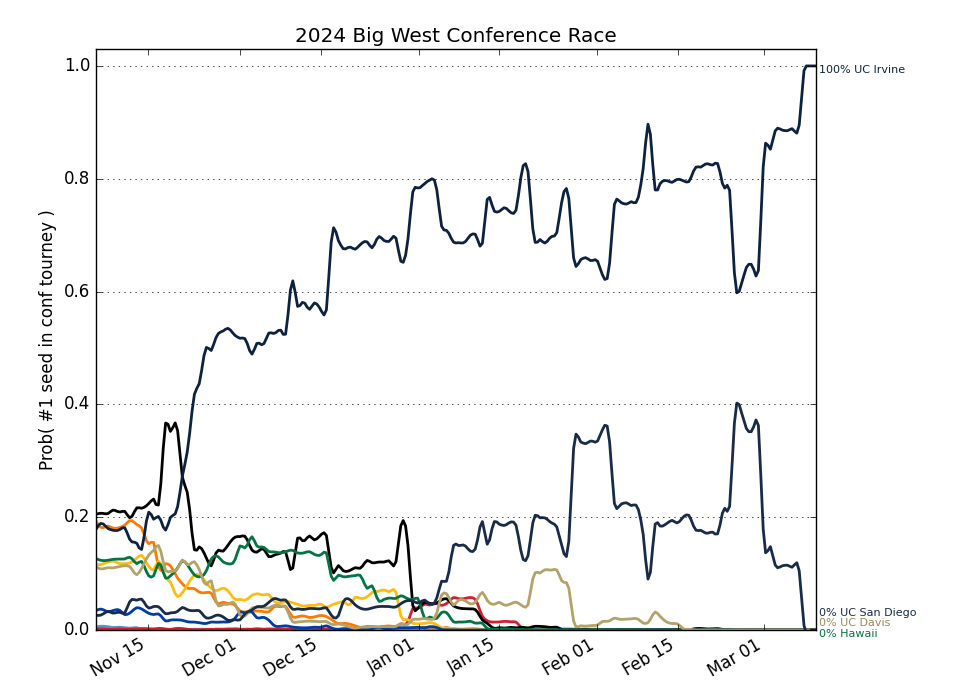 2024 Big West Conference Race
Prob( #1 seed in conf tourney )
1.0
0.8
0.6
0.4
0.2
0.0
Nov 15
Dec 01
Dec 15
Jan 01
Jan 15
Feb 01
Feb 15
Mar 01
100% UC Irvine
0% UC San Diego
0% UC Davis
0% Hawaii